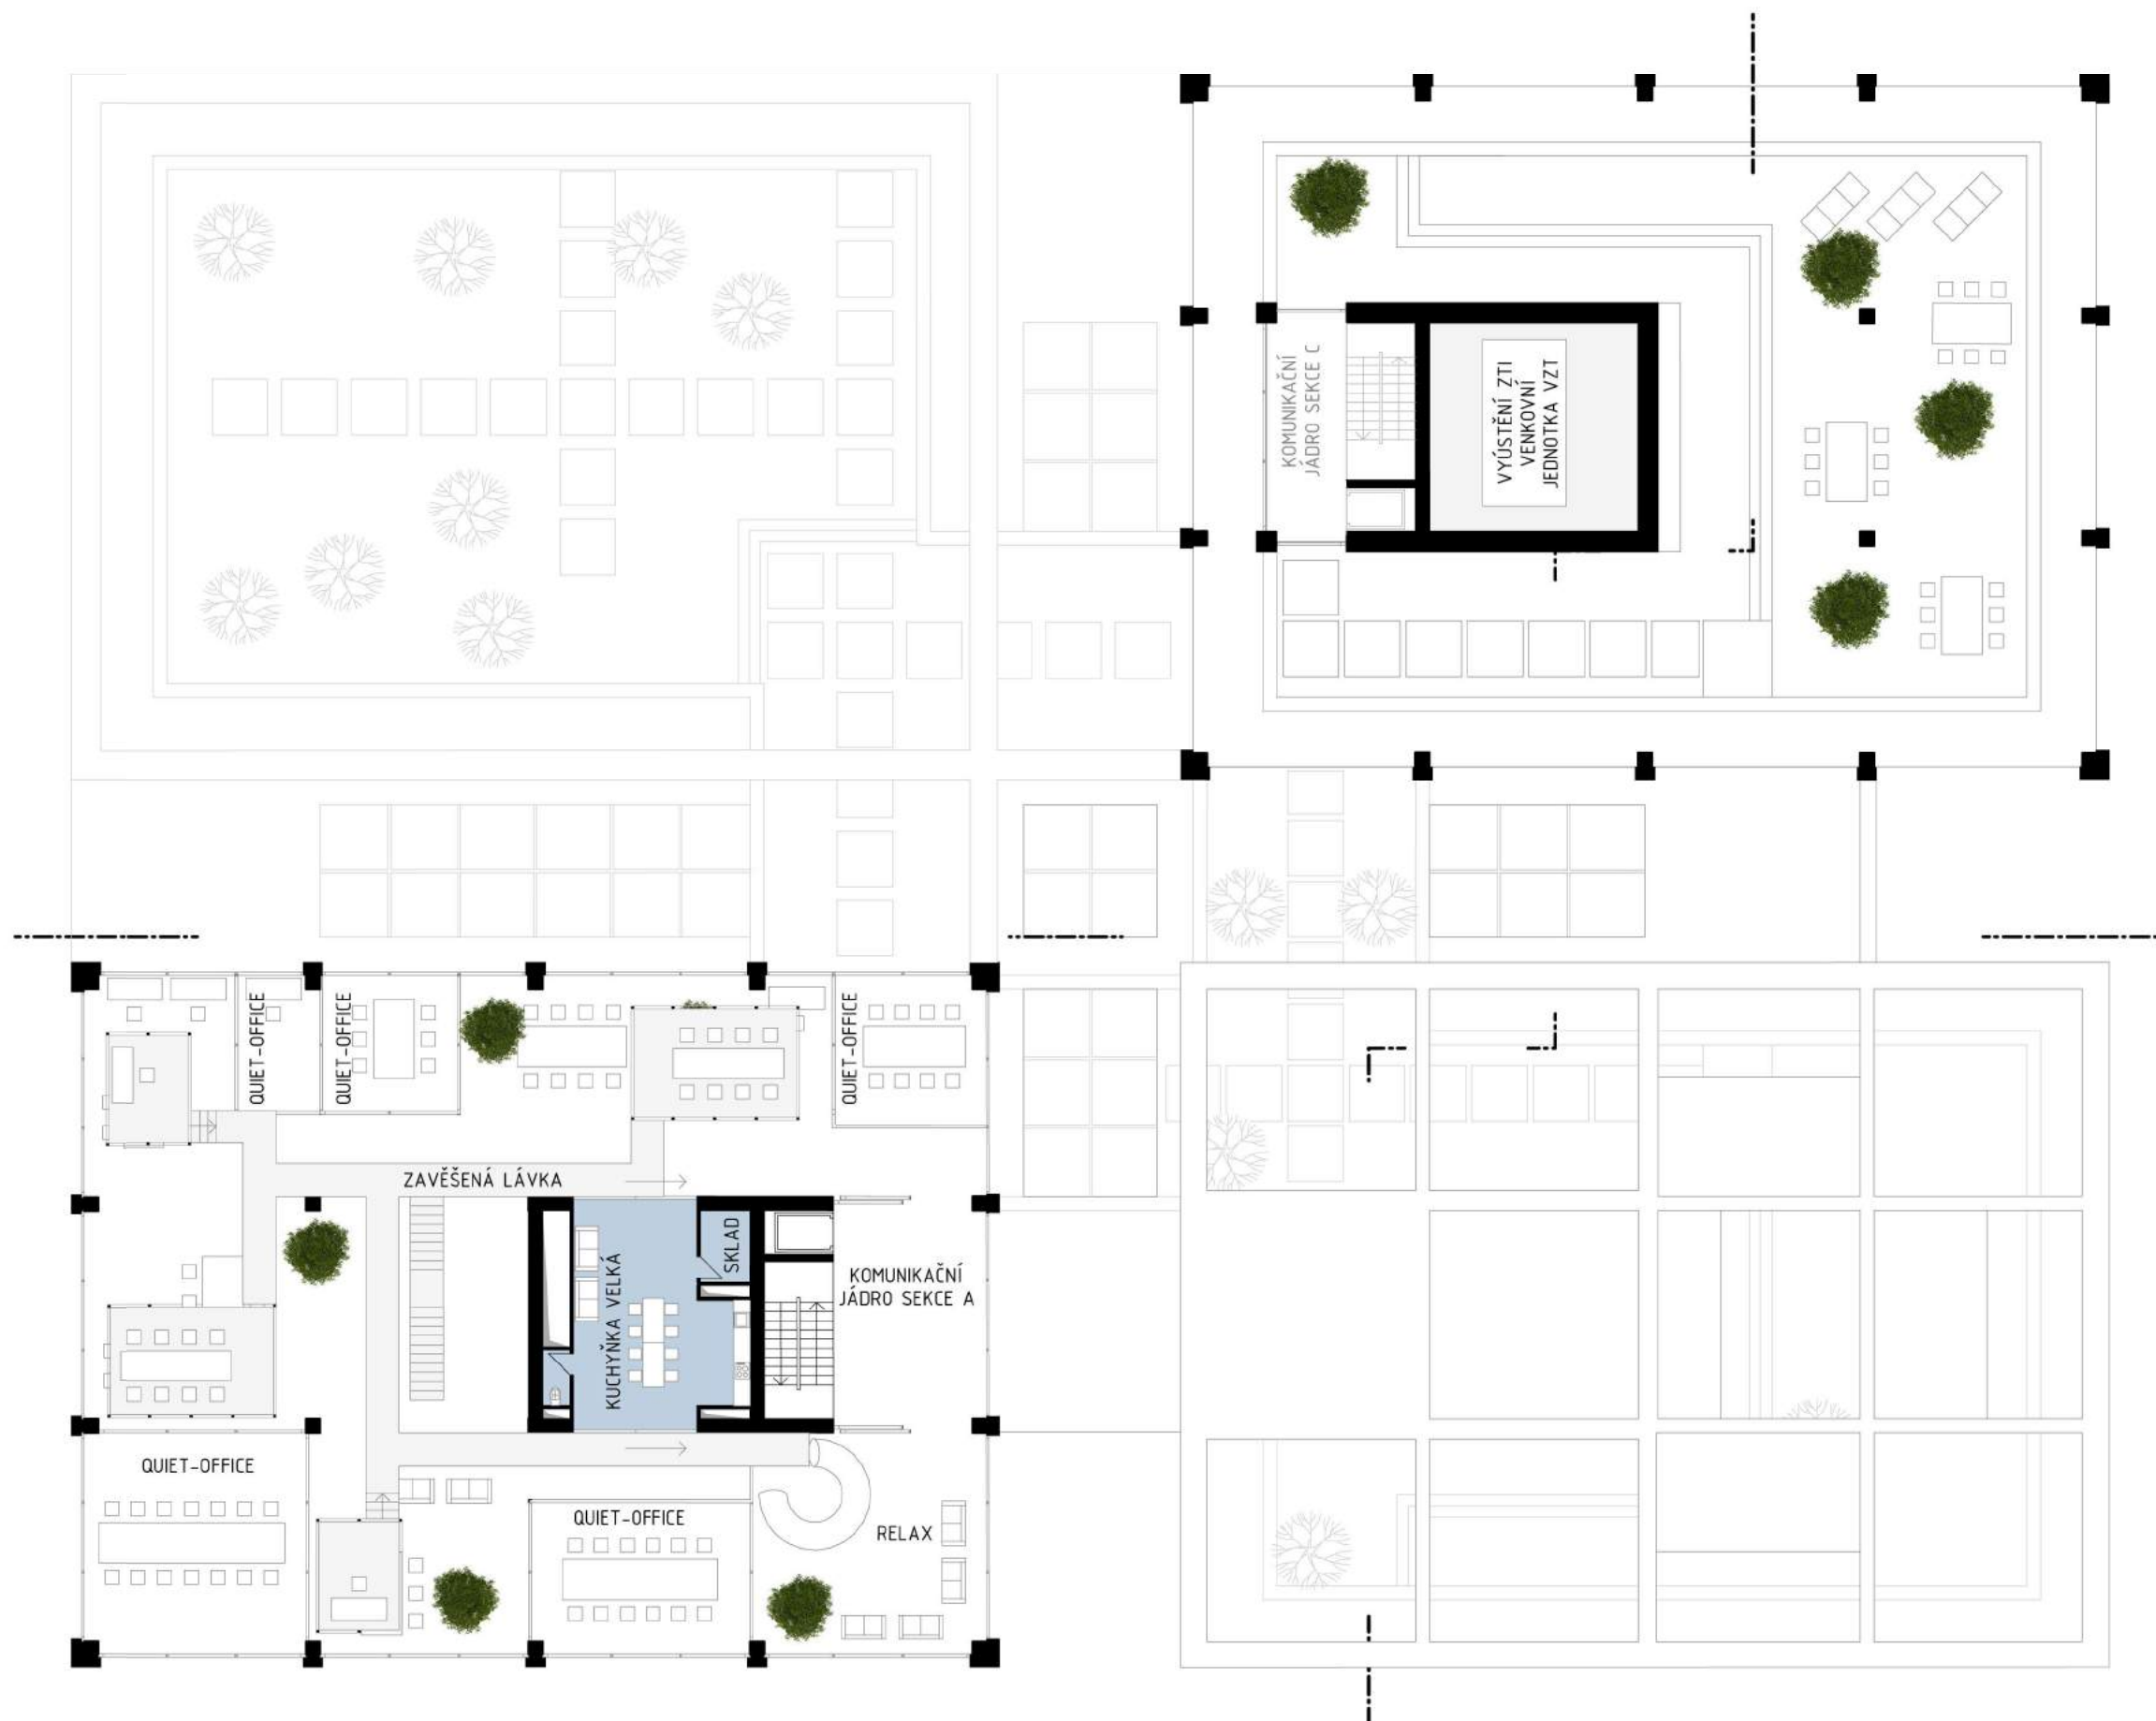 KOMUNIKAČNÍ
JÁDRO SEKCE C
VYÚSTĚNÍ ZTI
VENKOVNÍ
JEDNOTKA VZT
QUIET-OFFICE
QUIET-OFFICE
QUIET-OFFICE
ZAVĚŠENÁ LÁVKA
KUCHYŇKA VELKÁ
SKLAD
KOMUNIKAČNÍ
JÁDRO SEKCE A
QUIET-OFFICE
QUIET-OFFICE
RELAX